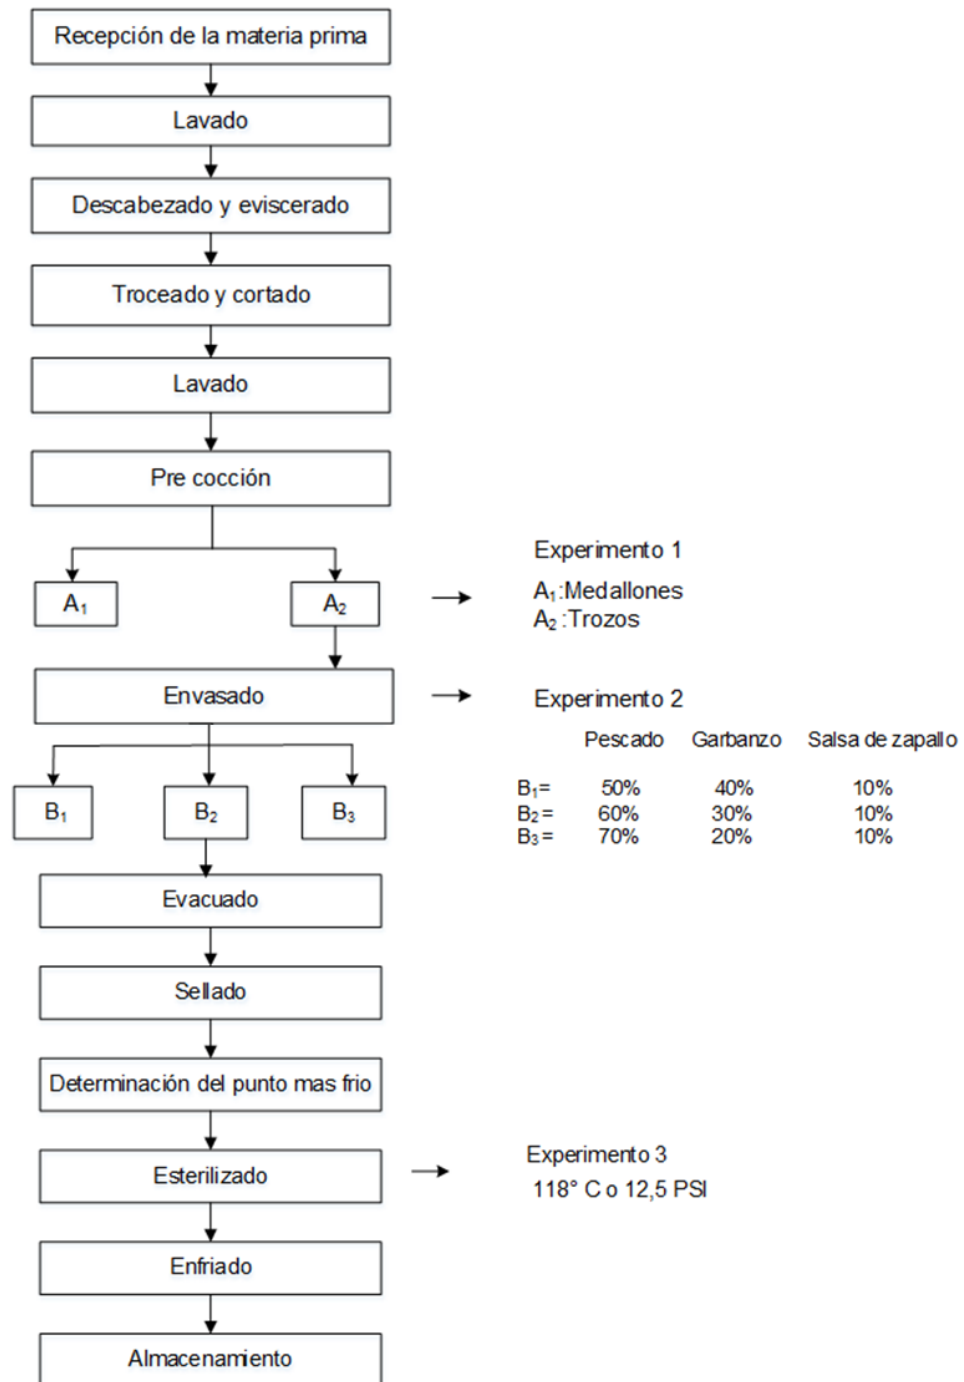 Recepción de la materia prima
Lavado
Descabezado y eviscerado
Troceado y cortado
Lavado
Pre cocción
Experimento 1
A₁ A₂ A₁:Medallones
A₂ :Trozos
Envasado Experimento 2
Pescado Garbanzo Salsa de zapallo
B₁ B₂ B₃
B₁= 50% 40% 10%
B₂= 60% 30% 10%
B₃= 70% 20% 10%
Evacuado
Sellado
Determinación del punto mas frio
Esterilizado
Experimento 3
118° C o 12,5 PSI
Enfriado
Almacenamiento